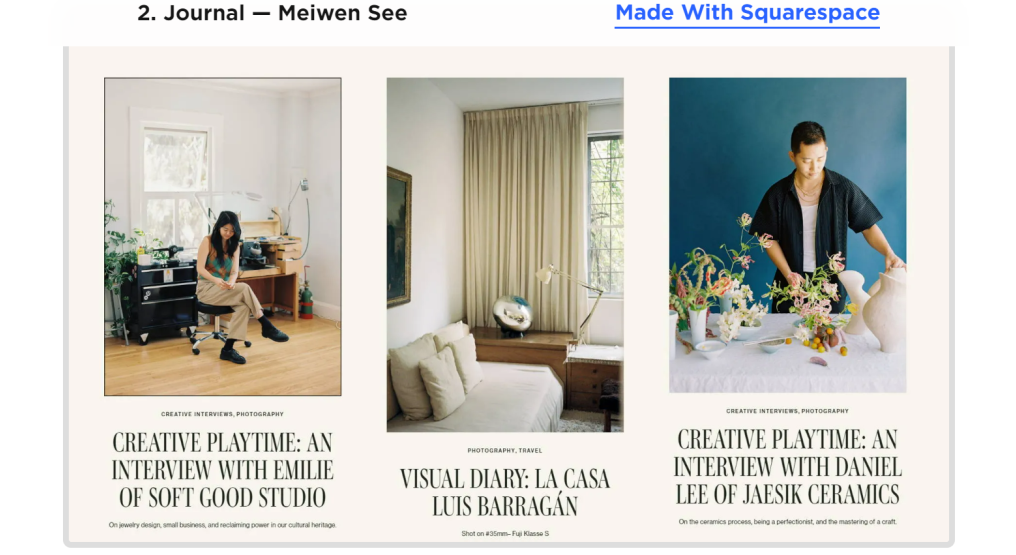 2. Journal — Meiwen See
Made With Squarespace
CREATIVE INTERVIEWS, PHOTOGRAPHY
CREATIVE PLAYTIME: AN
INTERVIEW WITH EMILIE
OF SOFT GOOD STUDIO
On jewelry design, small business, and reclaiming power in our cultural heritage.
PHOTOGRAPHY, TRAVEL
VISUAL DIARY: LA CASA
LUIS BARRAGÁN
Shot on #35mm– Fuji Klasse S
CREATIVE INTERVIEWS, PHOTOGRAPHY
CREATIVE PLAYTIME: AN
INTERVIEW WITH DANIEL
LEE OF JAESIK CERAMICS
On the ceramics process, being a perfectionist, and the mastering of a craft.